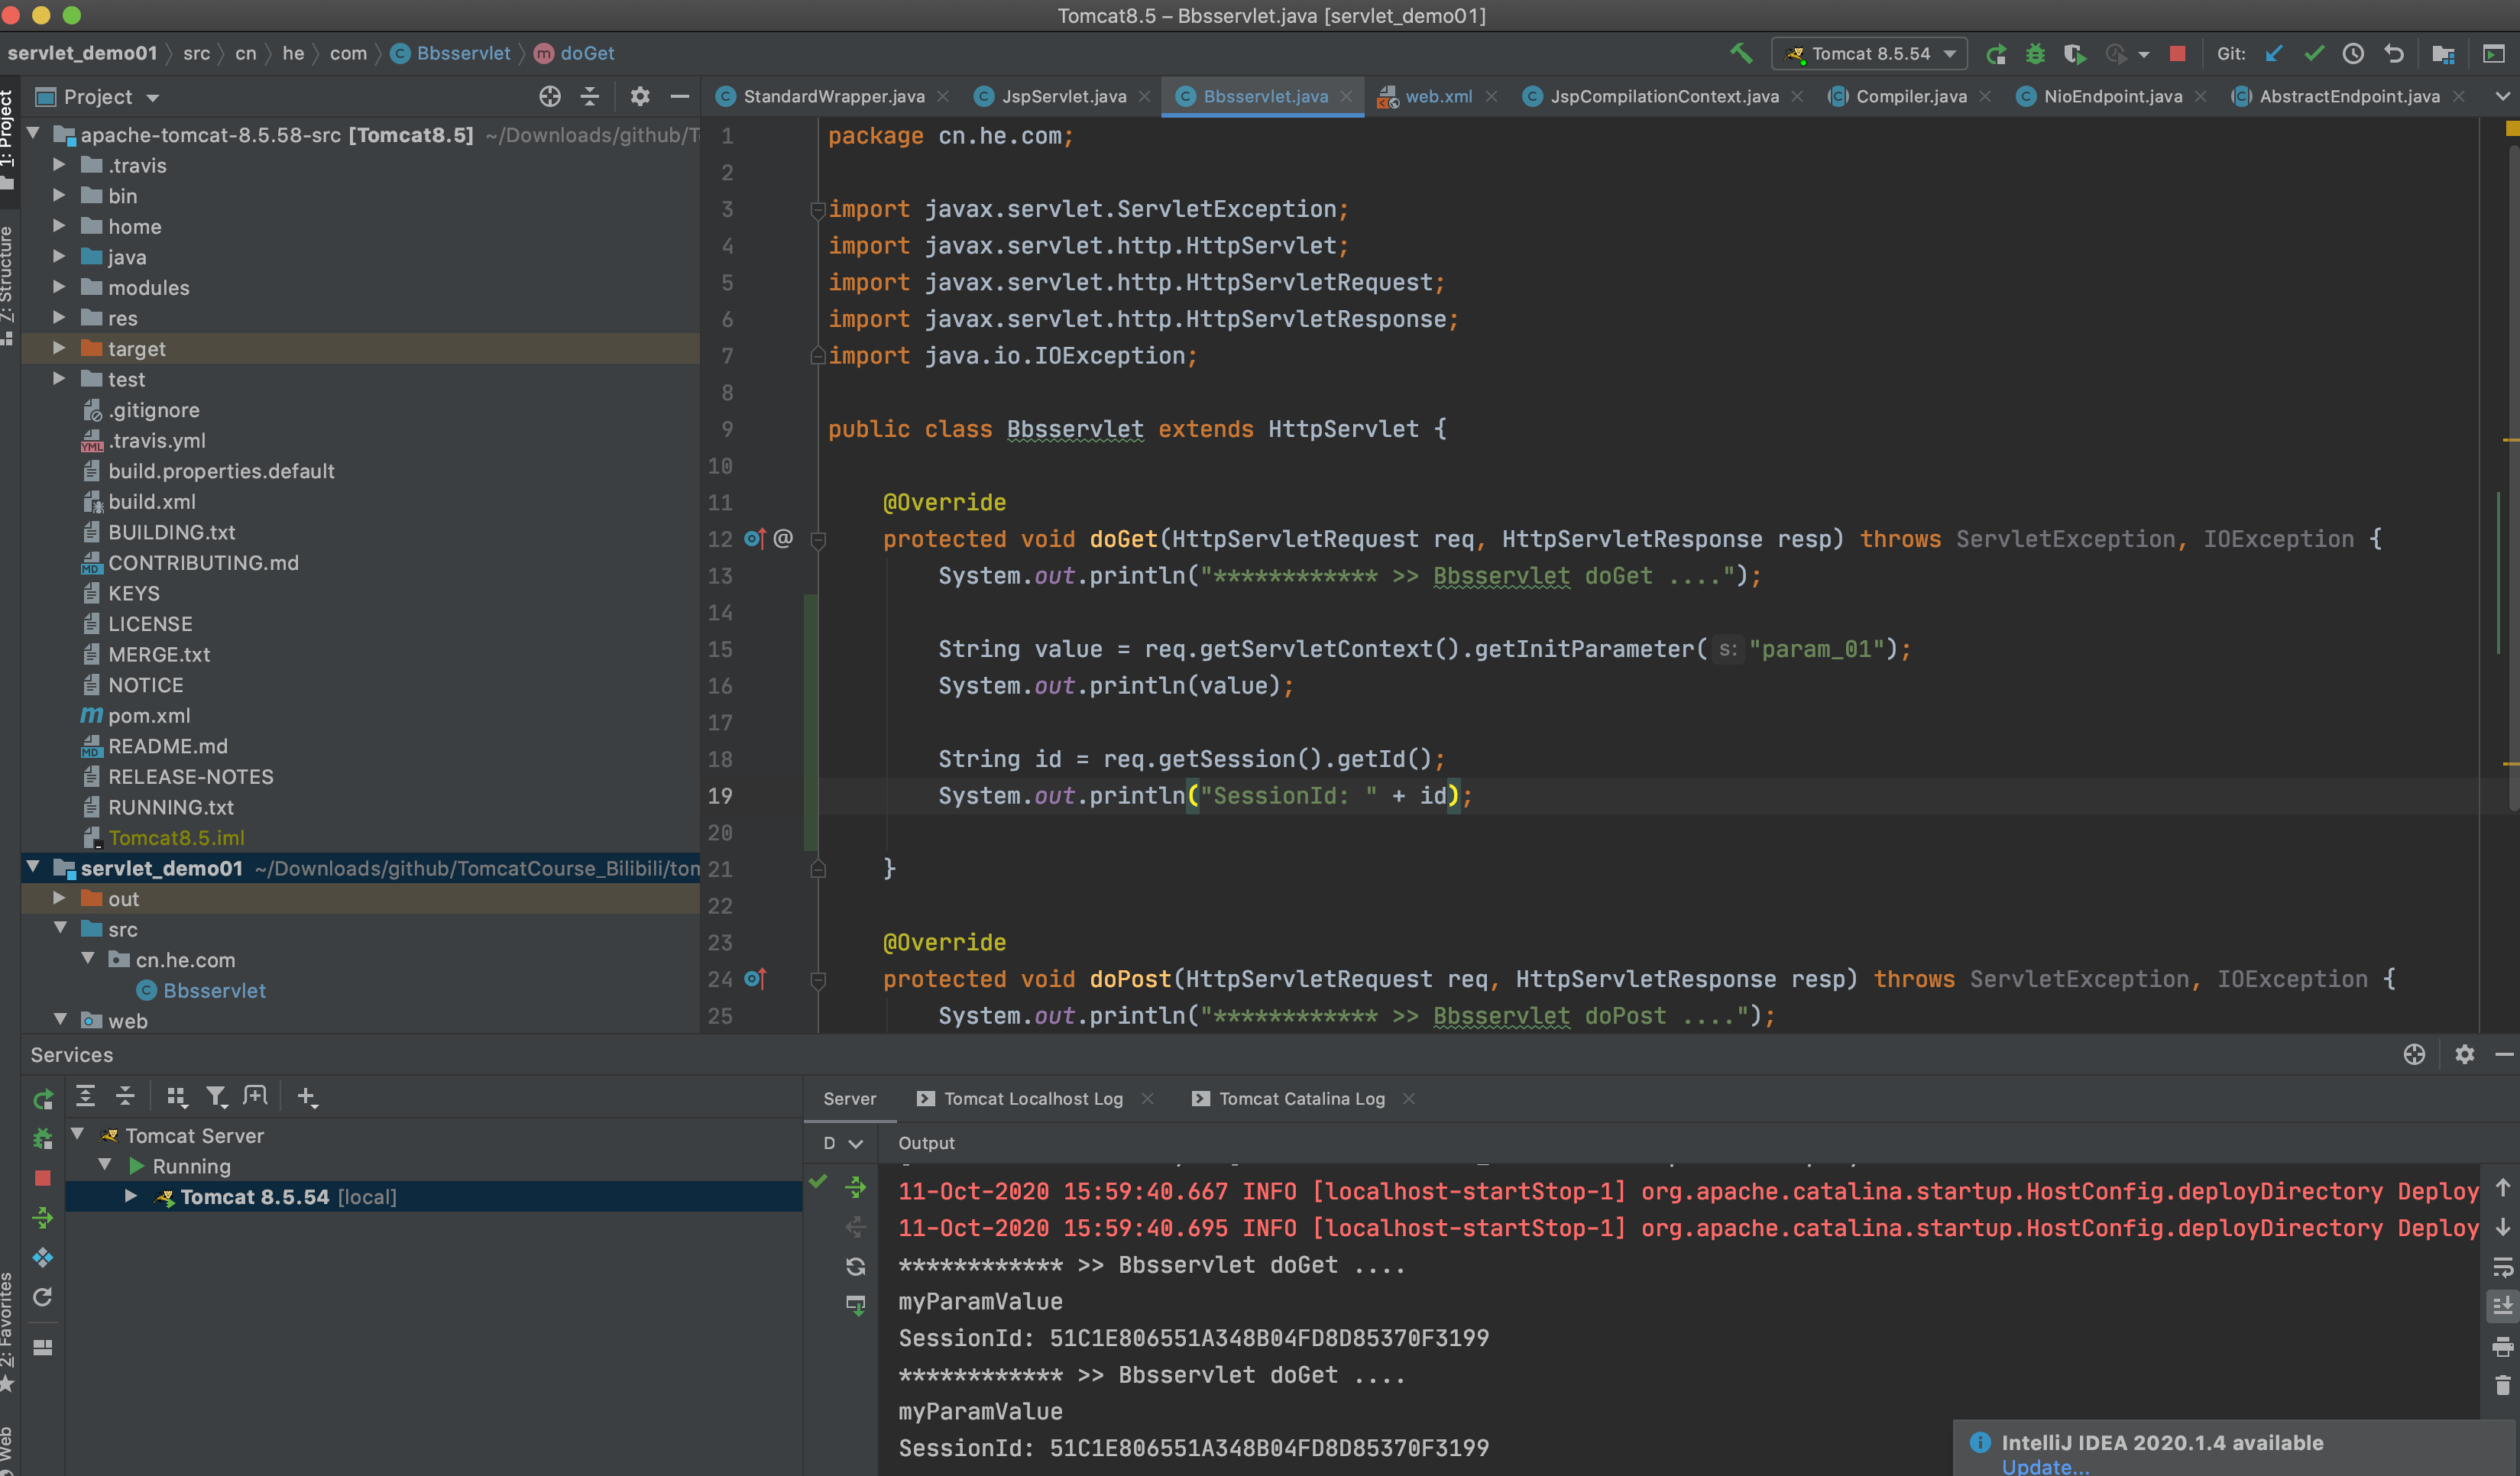 Tomcat8.5 – Bbsservlet.java [servlet_demo01]
servlet_demo01 src cn he com Bbsservlet doGet Tomcat 8.5.54 Git:
1: Project
Z: Structure
2: Favorites
Web
Project
apache-tomcat-8.5.58-src [Tomcat8.5] ~/Downloads/github/T
.travis
bin
home
java
modules
res
target
test
.gitignore
.travis.yml
build.properties.default
build.xml
BUILDING.txt
CONTRIBUTING.md
KEYS
LICENSE
MERGE.txt
NOTICE
pom.xml
README.md
RELEASE-NOTES
RUNNING.txt
Tomcat8.5.iml
servlet_demo01 ~/Downloads/github/TomcatCourse_Bilibili/tom
out
src
cn.he.com
Bbsservlet
web
StandardWrapper.java JspServlet.java Bbsservlet.java web.xml JspCompilationContext.java Compiler.java NioEndpoint.java AbstractEndpoint.java
1 package cn.he.com;
2
3 import javax.servlet.ServletException;
4 import javax.servlet.http.HttpServlet;
5 import javax.servlet.http.HttpServletRequest;
6 import javax.servlet.http.HttpServletResponse;
7 import java.io.IOException;
8
9 public class Bbsservlet extends HttpServlet {
10
11 @Override
12 @ protected void doGet(HttpServletRequest req, HttpServletResponse resp) throws ServletException, IOException {
13 System.out.println("************ >> Bbsservlet doGet ....");
14
15 String value = req.getServletContext().getInitParameter( s: "param_01");
16 System.out.println(value);
17
18 String id = req.getSession().getId();
19 System.out.println("SessionId: " + id);
20
21 }
22
23 @Override
24 protected void doPost(HttpServletRequest req, HttpServletResponse resp) throws ServletException, IOException {
25 System.out.println("************ >> Bbsservlet doPost ....");
Services
Tomcat Server
Running
Tomcat 8.5.54 [local]
Server Tomcat Localhost Log Tomcat Catalina Log
D Output
11-Oct-2020 15:59:40.667 INFO [localhost-startStop-1] org.apache.catalina.startup.HostConfig.deployDirectory Deploy
11-Oct-2020 15:59:40.695 INFO [localhost-startStop-1] org.apache.catalina.startup.HostConfig.deployDirectory Deploy
************ >> Bbsservlet doGet ....
myParamValue
SessionId: 51C1E806551A348B04FD8D85370F3199
************ >> Bbsservlet doGet ....
myParamValue
SessionId: 51C1E806551A348B04FD8D85370F3199
IntelliJ IDEA 2020.1.4 available
Update...